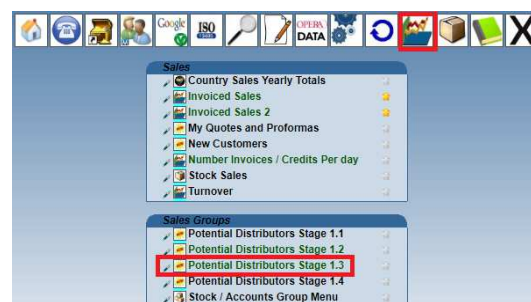 Google
ISO
OPERA
DATA
X
Sales
Country Sales Yearly Totals
Invoiced Sales
Invoiced Sales 2
My Quotes and Proformas
New Customers
Number Invoices / Credits Per day
Stock Sales
Turnover
Sales Groups
Potential Distributors Stage 1.1
Potential Distributors Stage 1.2
Potential Distributors Stage 1.3
Potential Distributors Stage 1.4
Stock / Accounts Group Menu